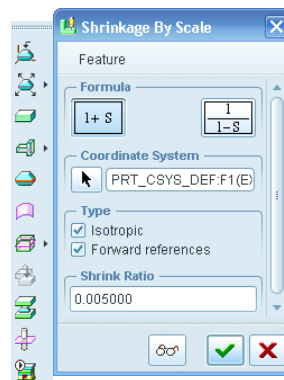 Shrinkage By Scale
Feature
Formula
1+ S
1
1-S
Coordinate System
PRT_CSYS_DEF:F1(E
Type
Isotropic
Forward references
Shrink Ratio
0.005000